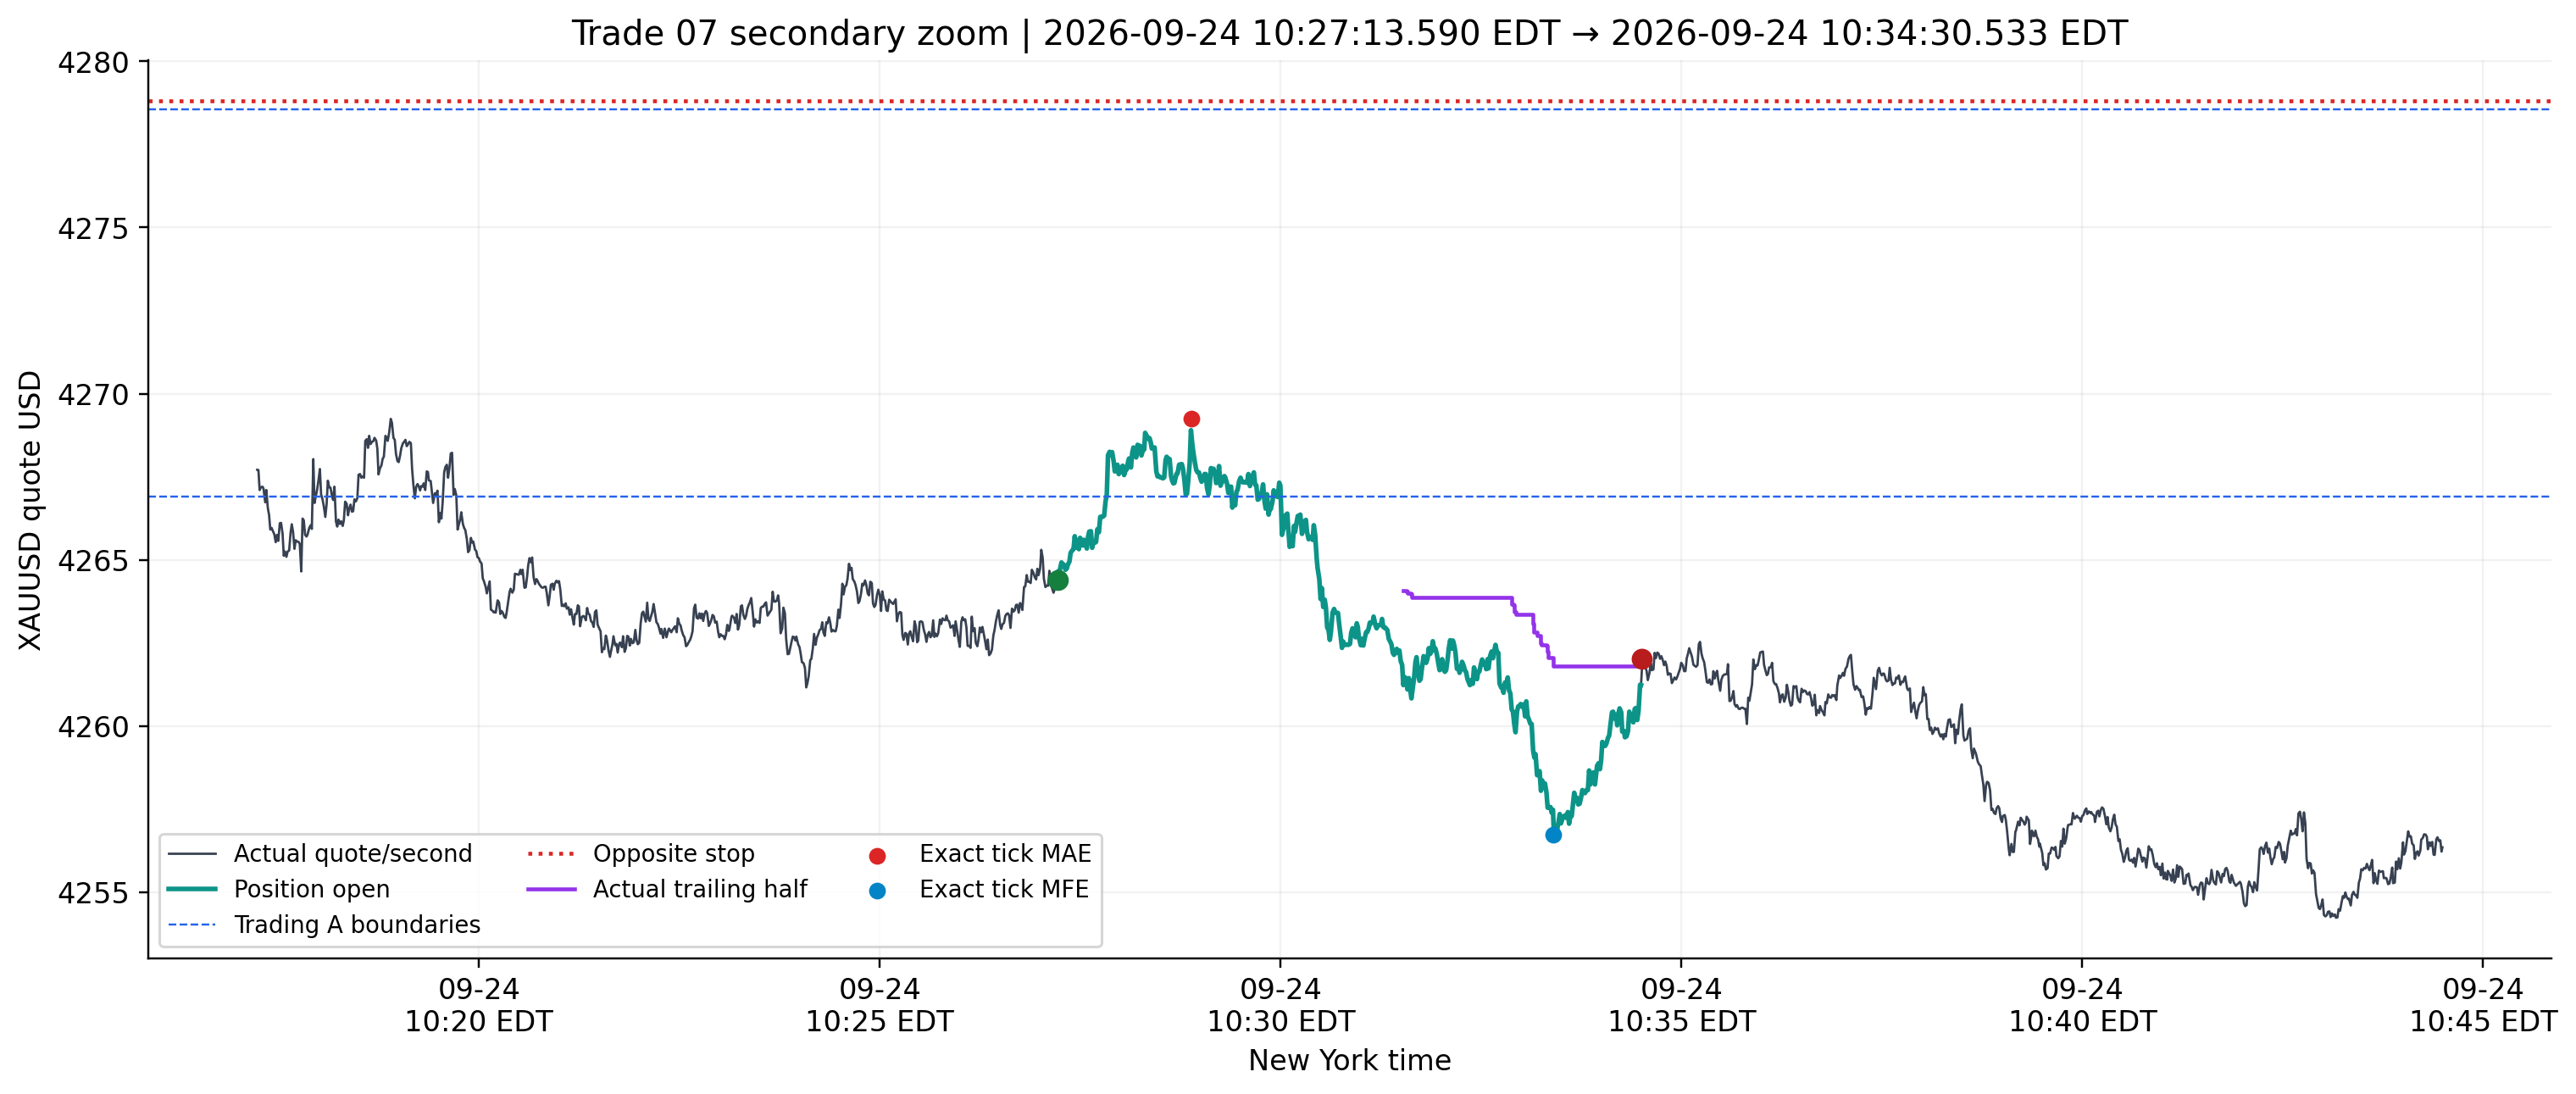 Trade 07 secondary zoom | 2026-09-24 10:27:13.590 EDT → 2026-09-24 10:34:30.533 EDT
4280
4275
4270
4265
4260
4255
XAUUSD quote USD
Actual quote/second
Position open
Trading A boundaries
Opposite stop
Actual trailing half
Exact tick MAE
Exact tick MFE
09-24
10:20 EDT
09-24
10:25 EDT
09-24
10:30 EDT
09-24
10:35 EDT
09-24
10:40 EDT
09-24
10:45 EDT
New York time